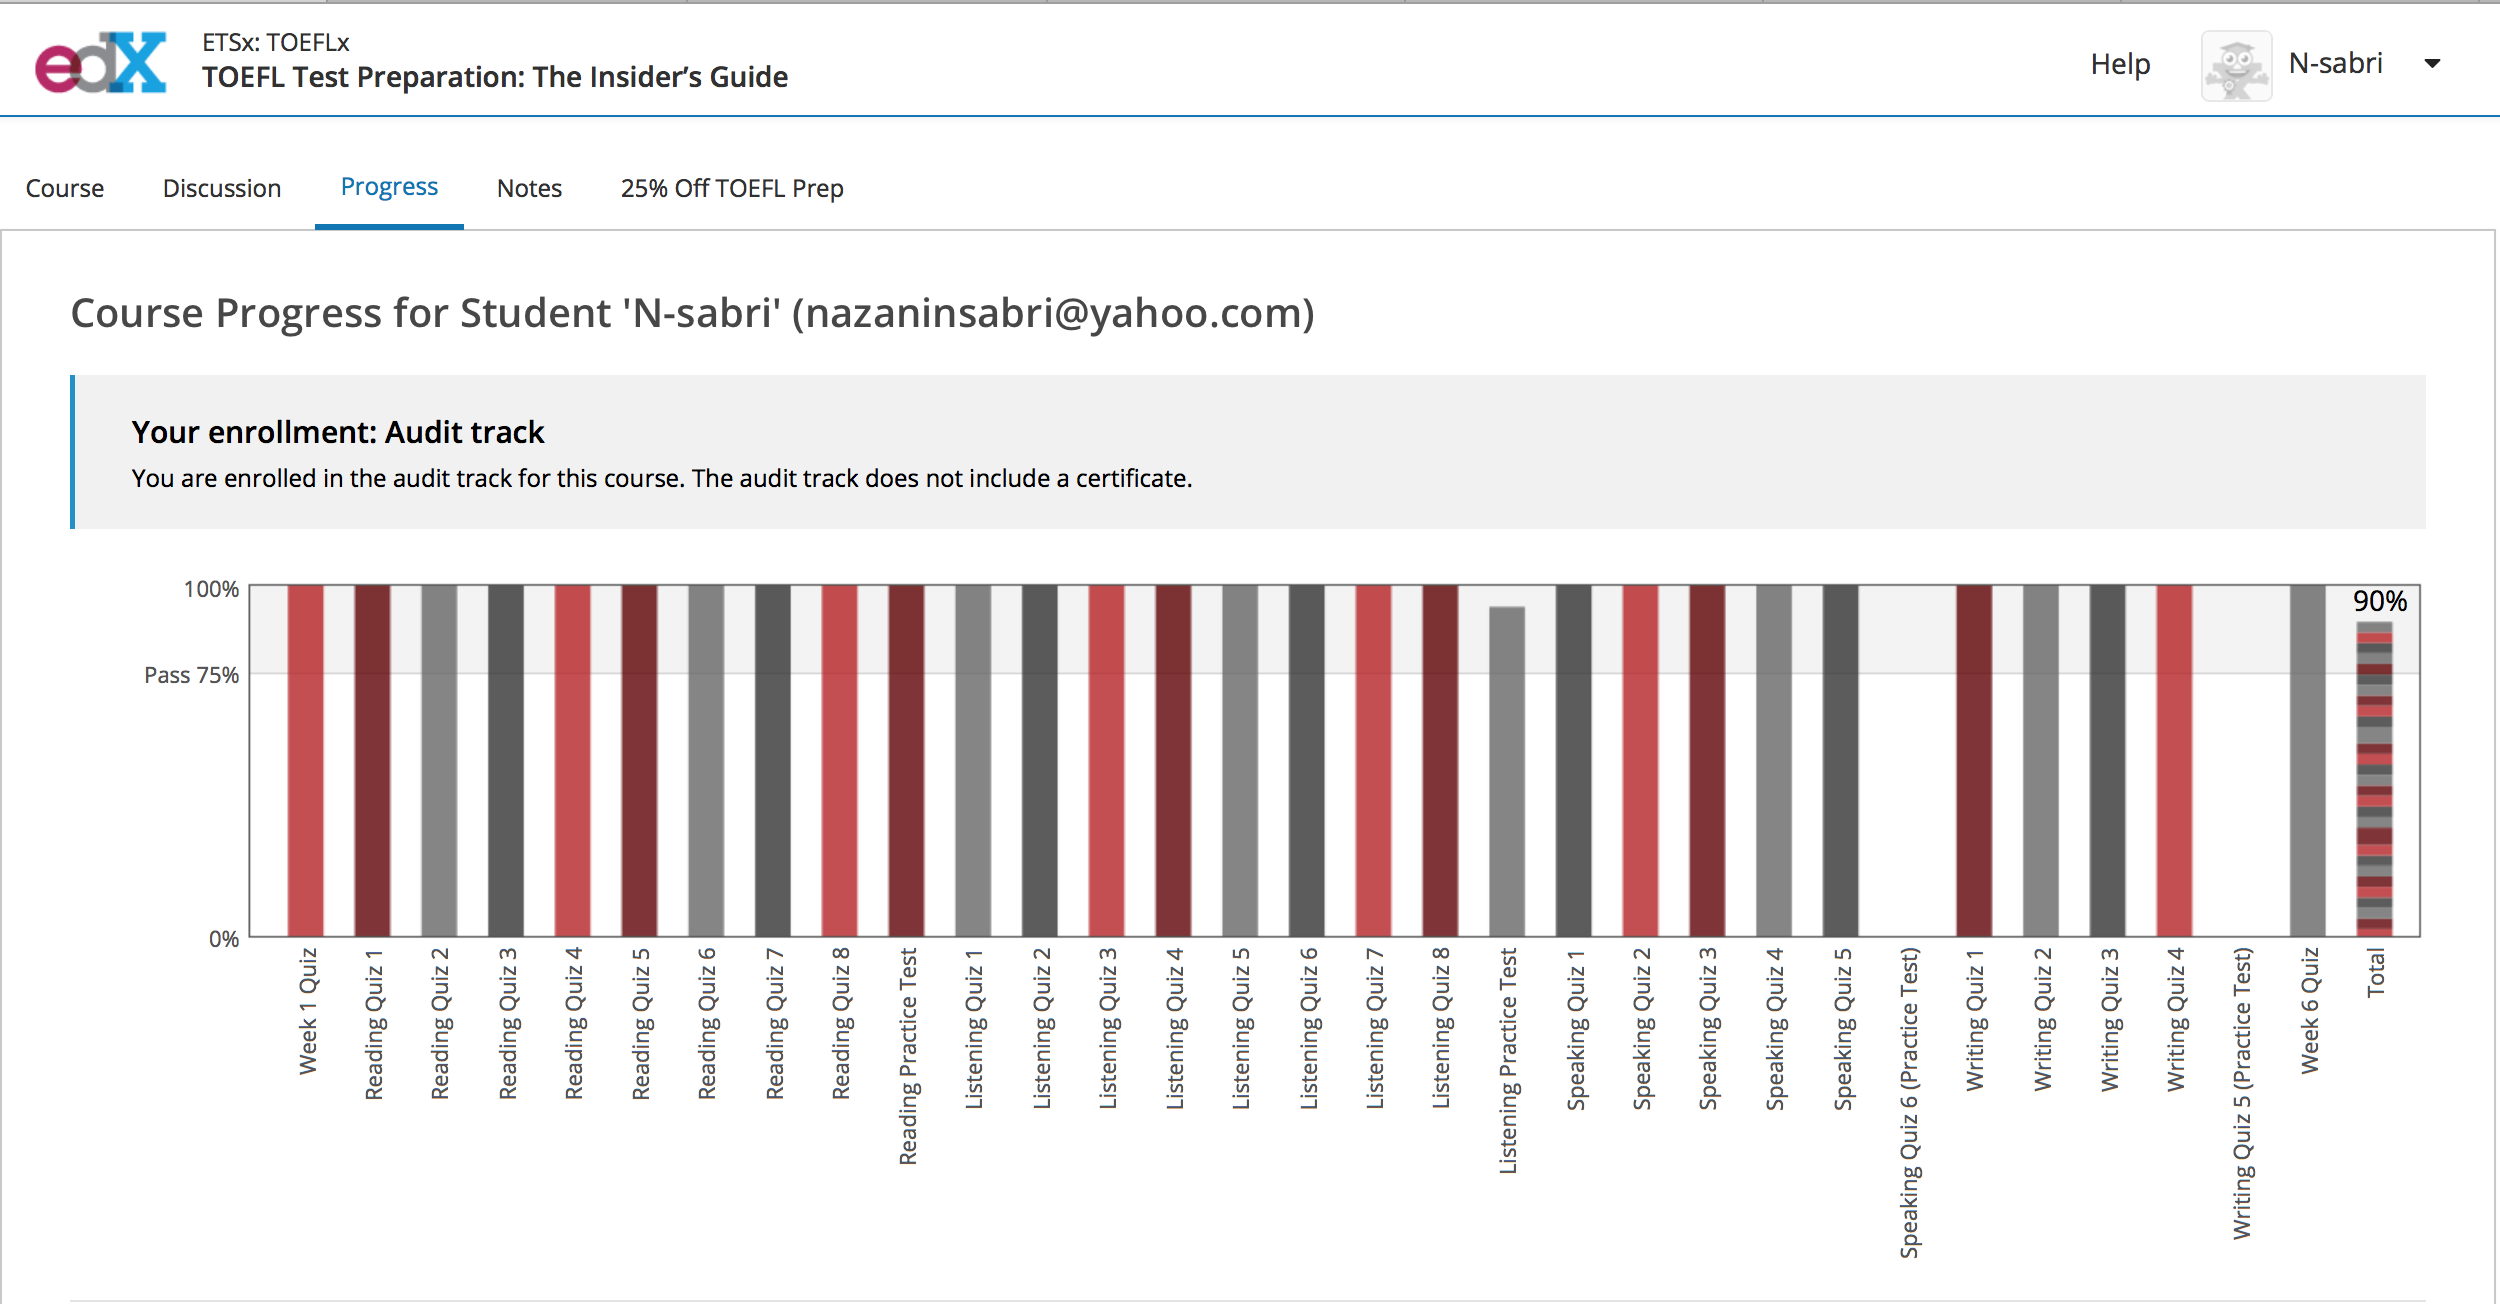 edX
ETSx: TOEFLx
TOEFL Test Preparation: The Insider’s Guide
Help
N-sabri
Course
Discussion
Progress
Notes
25% Off TOEFL Prep
Course Progress for Student 'N-sabri' (nazaninsabri@yahoo.com)
Your enrollment: Audit track
You are enrolled in the audit track for this course. The audit track does not include a certificate.
100%
Pass 75%
0%
90%
Week 1 Quiz
Reading Quiz 1
Reading Quiz 2
Reading Quiz 3
Reading Quiz 4
Reading Quiz 5
Reading Quiz 6
Reading Quiz 7
Reading Quiz 8
Reading Practice Test
Listening Quiz 1
Listening Quiz 2
Listening Quiz 3
Listening Quiz 4
Listening Quiz 5
Listening Quiz 6
Listening Quiz 7
Listening Quiz 8
Listening Practice Test
Speaking Quiz 1
Speaking Quiz 2
Speaking Quiz 3
Speaking Quiz 4
Speaking Quiz 5
Speaking Quiz 6 (Practice Test)
Writing Quiz 1
Writing Quiz 2
Writing Quiz 3
Writing Quiz 4
Writing Quiz 5 (Practice Test)
Week 6 Quiz
Total